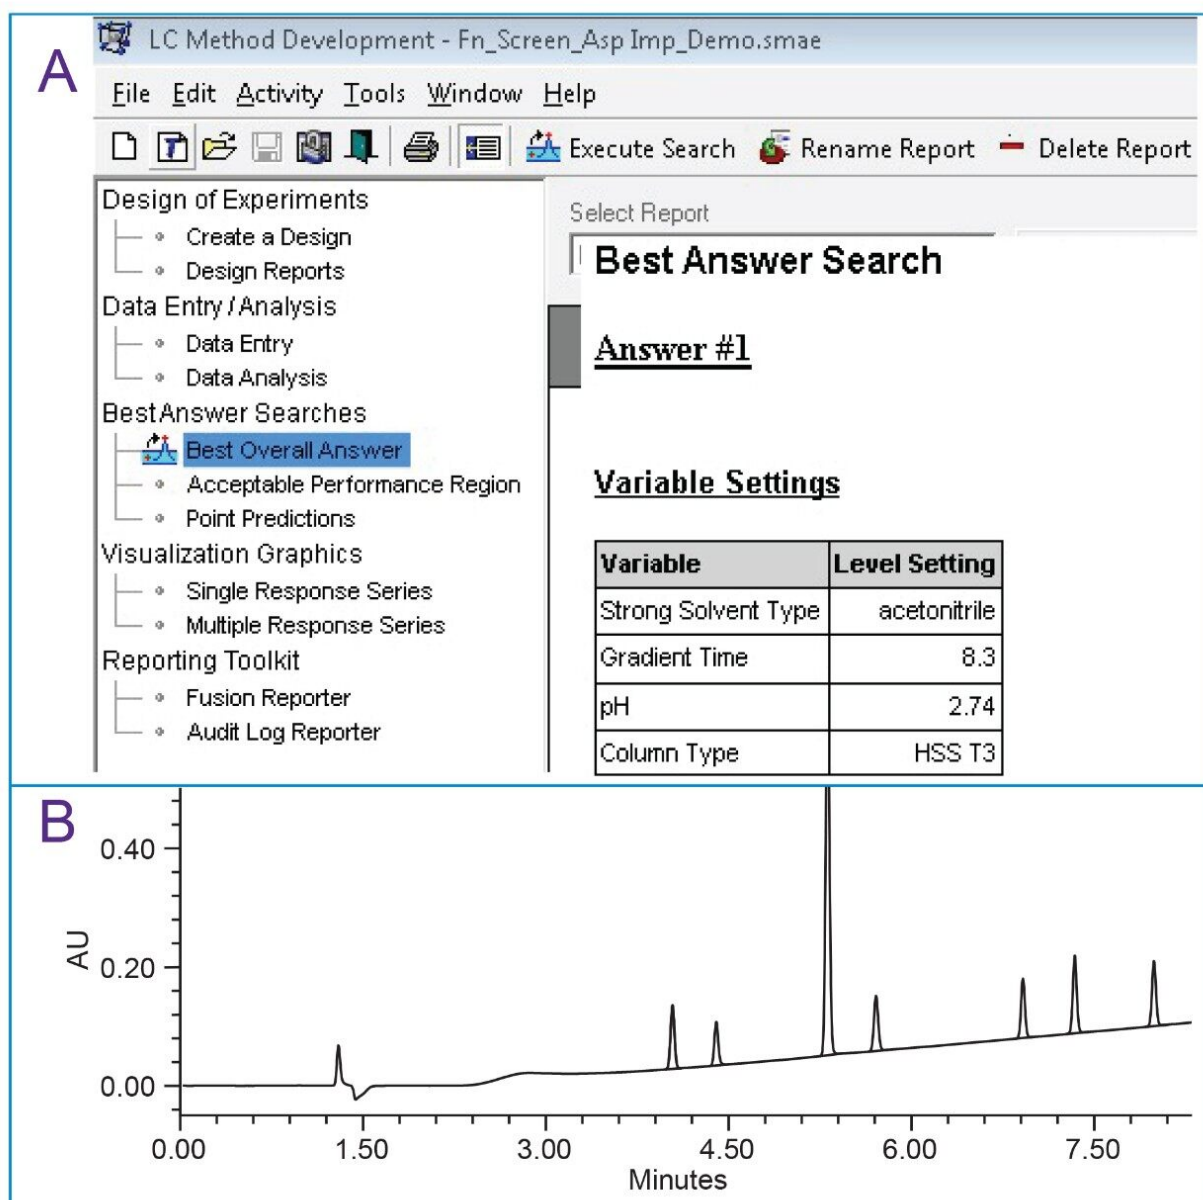 A
LC Method Development - Fn_Screen_Asp Imp_Demo.smae
File Edit Activity Tools Window Help
Execute Search Rename Report Delete Report
Design of Experiments
Create a Design
Design Reports
Data Entry / Analysis
Data Entry
Data Analysis
Best Answer Searches
Best Overall Answer
Acceptable Performance Region
Point Predictions
Visualization Graphics
Single Response Series
Multiple Response Series
Reporting Toolkit
Fusion Reporter
Audit Log Reporter
Select Report
Best Answer Search
Answer #1
Variable Settings
Variable Level Setting
Strong Solvent Type acetonitrile
Gradient Time 8.3
pH 2.74
Column Type HSS T3
B
AU
0.40
0.20
0.00
0.00 1.50 3.00 4.50 6.00 7.50
Minutes